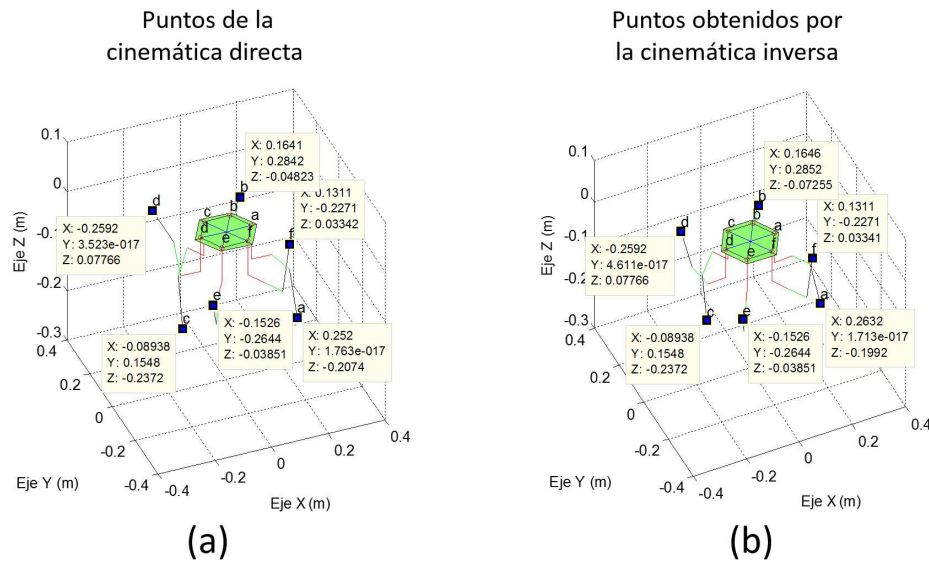 Puntos de la
cinemática directa
X: 0.1641
Y: 0.2842
Z: -0.04823
X: 0.1311
Y: -0.2271
Z: 0.03342
X: -0.2592
Y: 3.523e-017
Z: 0.07766
X: -0.08938
Y: 0.1548
Z: -0.2372
X: -0.1526
Y: -0.2644
Z: -0.03851
X: 0.252
Y: 1.763e-017
Z: -0.2074
d
b
c
b
a
d
e
f
f
c
e
a
0.1
0
-0.1
-0.2
-0.3
Eje Z (m)
0.4
0.2
0
-0.2
-0.4
Eje Y (m)
-0.4
-0.2
0
0.2
0.4
Eje X (m)
(a)
Puntos obtenidos por
la cinemática inversa
X: 0.1646
Y: 0.2852
Z: -0.07255
X: 0.1311
Y: -0.2271
Z: 0.03341
X: -0.2592
Y: 4.611e-017
Z: 0.07766
X: -0.08938
Y: 0.1548
Z: -0.2372
X: -0.1526
Y: -0.2644
Z: -0.03851
X: 0.2632
Y: 1.713e-017
Z: -0.1992
b
d
c
b
a
d
e
f
f
c
e
a
0.1
0
-0.1
-0.2
-0.3
Eje Z (m)
0.4
0.2
0
-0.2
-0.4
Eje Y (m)
-0.4
-0.2
0
0.2
0.4
Eje X (m)
(b)